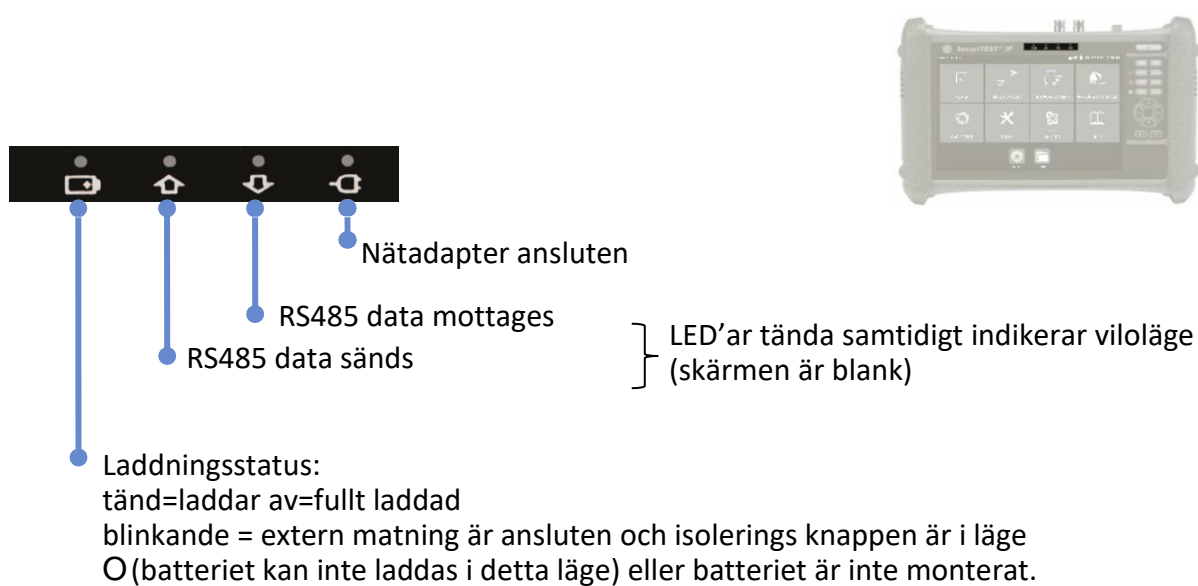 SecuriTEST™ IP
Nätadapter ansluten
RS485 data mottages
RS485 data sänds
LED’ar tända samtidigt indikerar viloläge
(skärmen är blank)
Laddningsstatus:
tänd=laddar av=fullt laddad
blinkande = extern matning är ansluten och isolerings knappen är i läge
O (batteriet kan inte laddas i detta läge) eller batteriet är inte monterat.